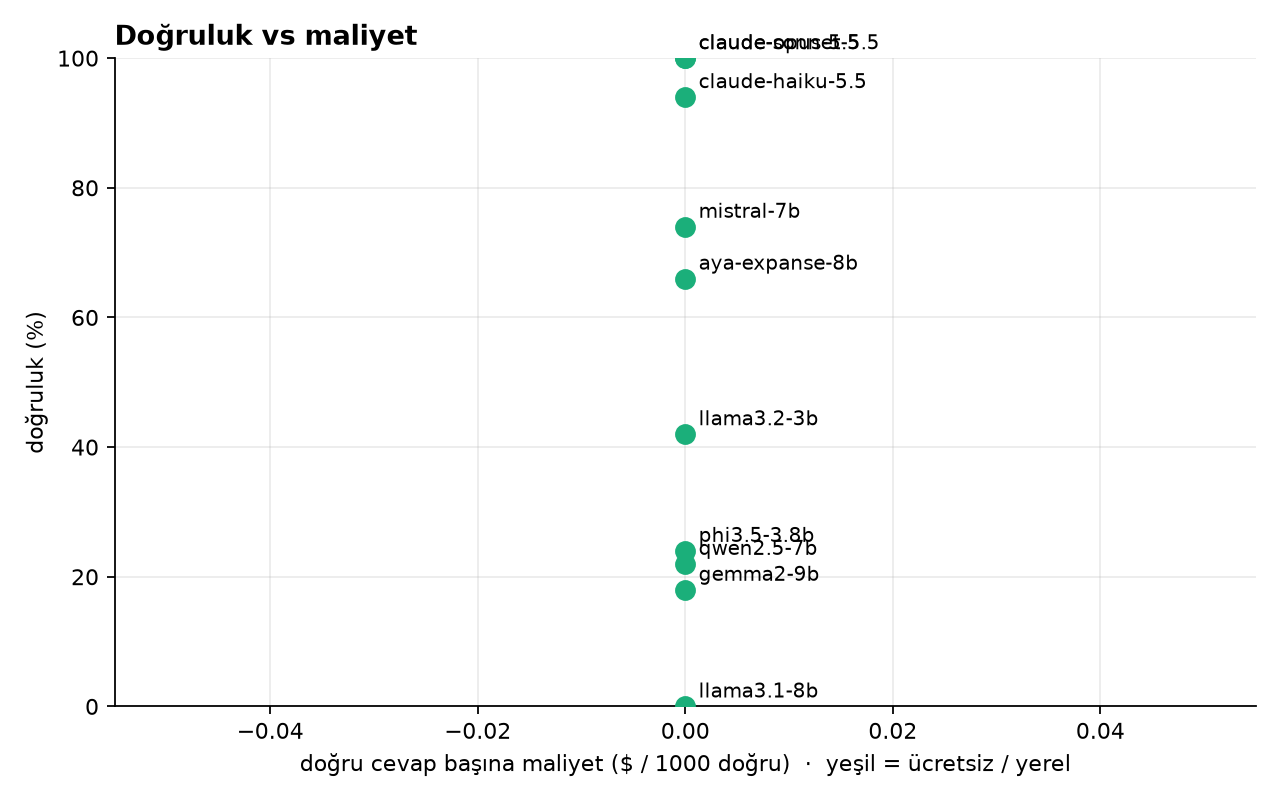 Doğruluk vs maliyet
claude-haiku-5.5
mistral-7b
aya-expanse-8b
llama3.2-3b
phi3.5-3.8b
qwen2.5-7b
gemma2-9b
llama3.1-8b
doğruluk (%)
100
80
60
40
20
0
−0.04 −0.02 0.00 0.02 0.04
doğru cevap başına maliyet ($ / 1000 doğru) · yeşil = ücretsiz / yerel